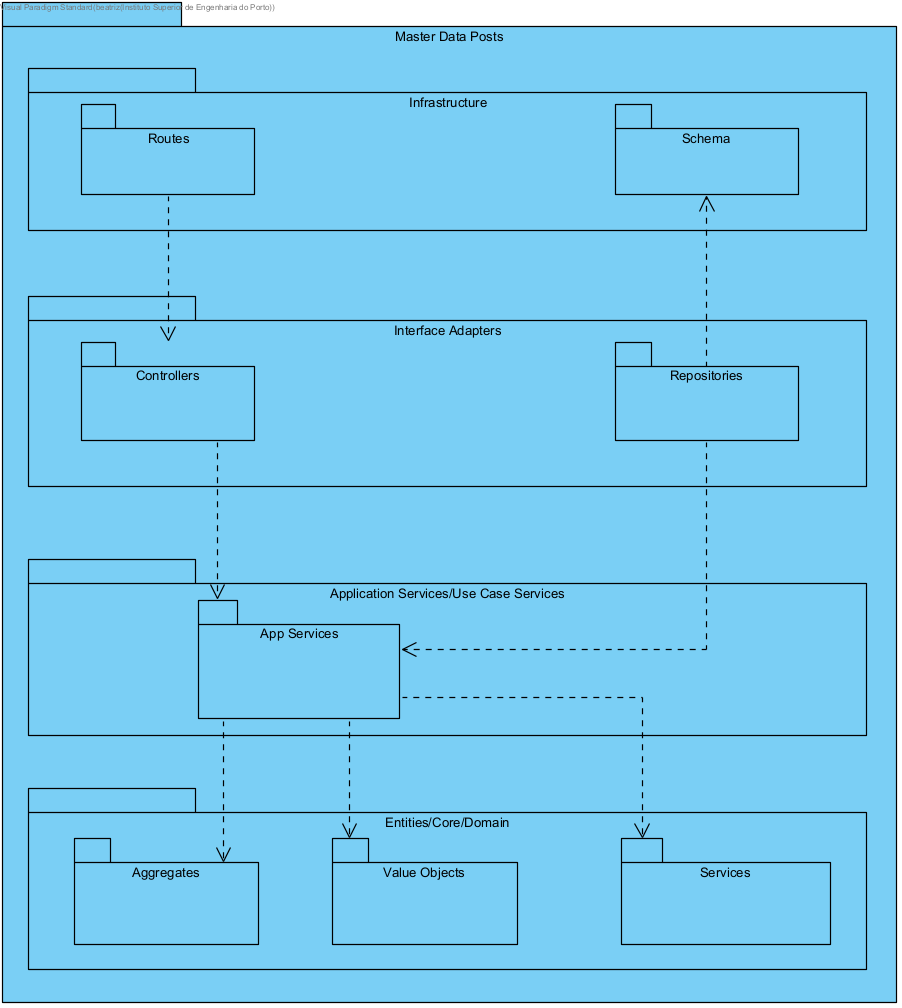 Visual Paradigm Standard(beatriz(Instituto Superior de Engenharia do Porto))
Master Data Posts
Infrastructure
Routes
Schema
Interface Adapters
Controllers
Repositories
Application Services/Use Case Services
App Services
Entities/Core/Domain
Aggregates
Value Objects
Services